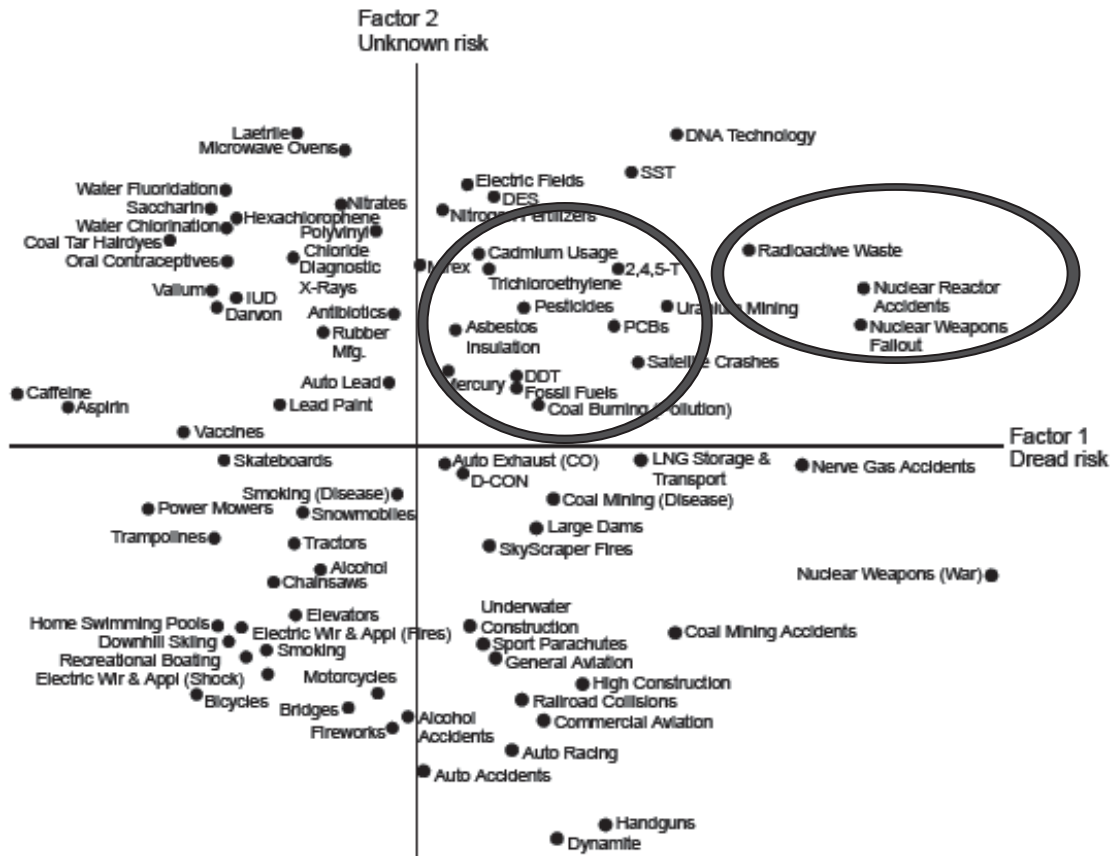 Factor 2
Unknown risk
Laetrile
Microwave Ovens
Water Fluoridation
Saccharin
Water Chlorination
Coal Tar Hairdyes
Oral Contraceptives
Hexachlorophene
Nitrates
Polyvinyl
Chloride
Diagnostic
X-Rays
Valium
IUD
Darvon
Antibiotics
Rubber
Mfg.
Auto Lead
Lead Paint
Caffeine
Aspirin
Vaccines
DNA Technology
SST
Electric Fields
DES
Nitrogen Fertilizers
Cadmium Usage
Mirex
Trichloroethylene
2,4,5-T
Pesticides
Uranium Mining
Asbestos
Insulation
PCBs
Satellite Crashes
Mercury
DDT
Fossil Fuels
Coal Burning (Pollution)
Radioactive Waste
Nuclear Reactor
Accidents
Nuclear Weapons
Fallout
Factor 1
Dread risk
Skateboards
Smoking (Disease)
Power Mowers
Snowmobiles
Trampolines
Tractors
Alcohol
Chainsaws
Elevators
Home Swimming Pools
Electric Wir & Appl (Fires)
Downhill Skiing
Smoking
Recreational Boating
Electric Wir & Appl (Shock)
Motorcycles
Bicycles
Bridges
Fireworks
Alcohol
Accidents
Auto Exhaust (CO)
D-CON
LNG Storage &
Transport
Nerve Gas Accidents
Coal Mining (Disease)
Large Dams
SkyScraper Fires
Nuclear Weapons (War)
Underwater
Construction
Coal Mining Accidents
Sport Parachutes
General Aviation
High Construction
Railroad Collisions
Commercial Aviation
Auto Racing
Auto Accidents
Handguns
Dynamite